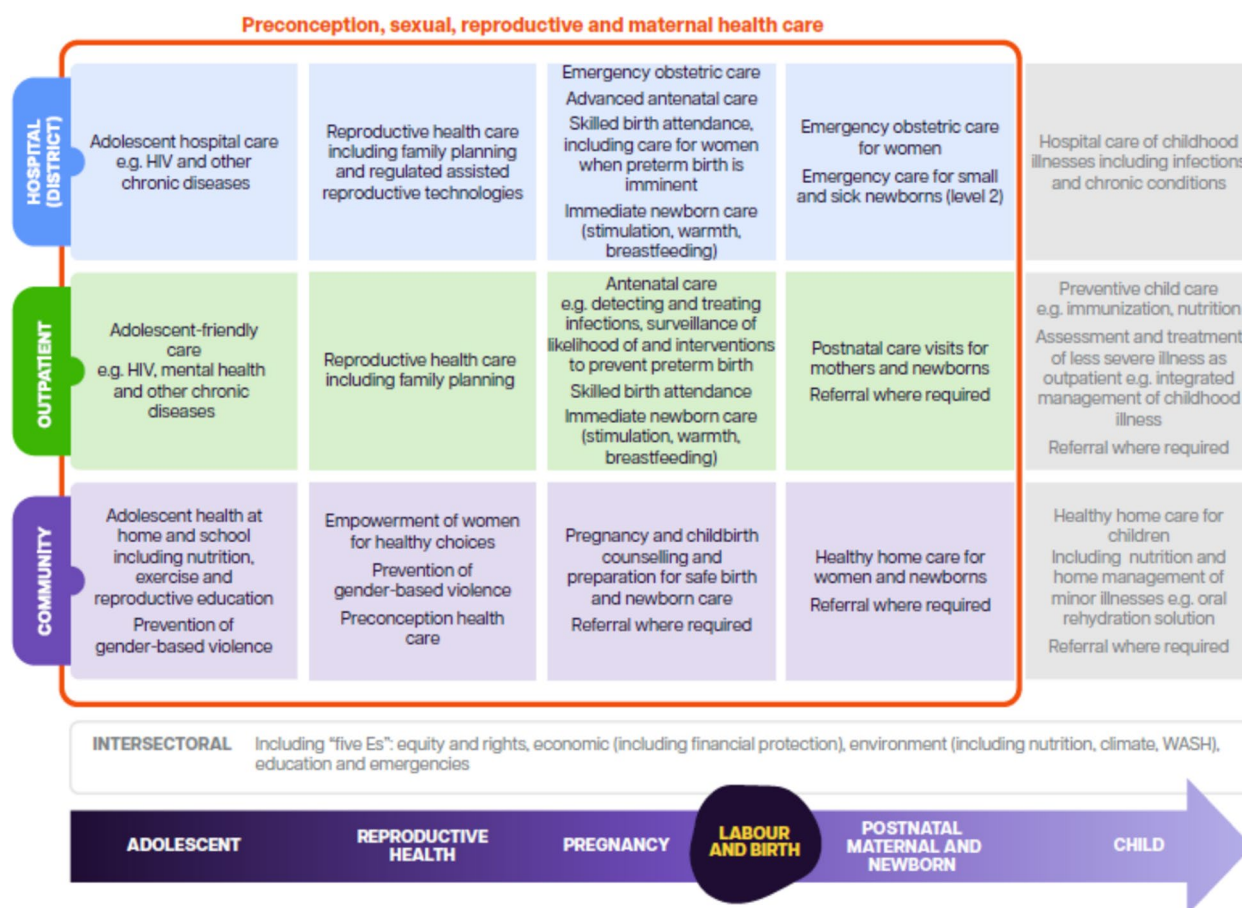 Preconception, sexual, reproductive and maternal health care
HOSPITAL
(DISTRICT)
Adolescent hospital care
e.g. HIV and other
chronic diseases
Reproductive health care
including family planning
and regulated assisted
reproductive technologies
Emergency obstetric care
Advanced antenatal care
Skilled birth attendance,
including care for women
when preterm birth is
imminent
Immediate newborn care
(stimulation, warmth,
breastfeeding)
Emergency obstetric care
for women
Emergency care for small
and sick newborns (level 2)
Hospital care of childhood
illnesses including infections
and chronic conditions
OUTPATIENT
Adolescent-friendly
care
e.g. HIV, mental health
and other chronic
diseases
Reproductive health care
including family planning
Antenatal care
e.g. detecting and treating
infections, surveillance of
likelihood of and interventions
to prevent preterm birth
Skilled birth attendance
Immediate newborn care
(stimulation, warmth,
breastfeeding)
Postnatal care visits for
mothers and newborns
Referral where required
Preventive child care
e.g. immunization, nutrition
Assessment and treatment
of less severe illness as
outpatient e.g. integrated
management of childhood
illness
Referral where required
COMMUNITY
Adolescent health at
home and school
including nutrition,
exercise and
reproductive education
Prevention of
gender-based violence
Empowerment of women
for healthy choices
Prevention of
gender-based violence
Preconception health
care
Pregnancy and childbirth
counselling and
preparation for safe birth
and newborn care
Referral where required
Healthy home care for
women and newborns
Referral where required
Healthy home care for
children
Including nutrition and
home management of
minor illnesses e.g. oral
rehydration solution
Referral where required
INTERSECTORAL Including “five Es”: equity and rights, economic (including financial protection), environment (including nutrition, climate, WASH),
education and emergencies
ADOLESCENT
REPRODUCTIVE
HEALTH
PREGNANCY
LABOUR
AND BIRTH
POSTNATAL
MATERNAL AND
NEWBORN
CHILD